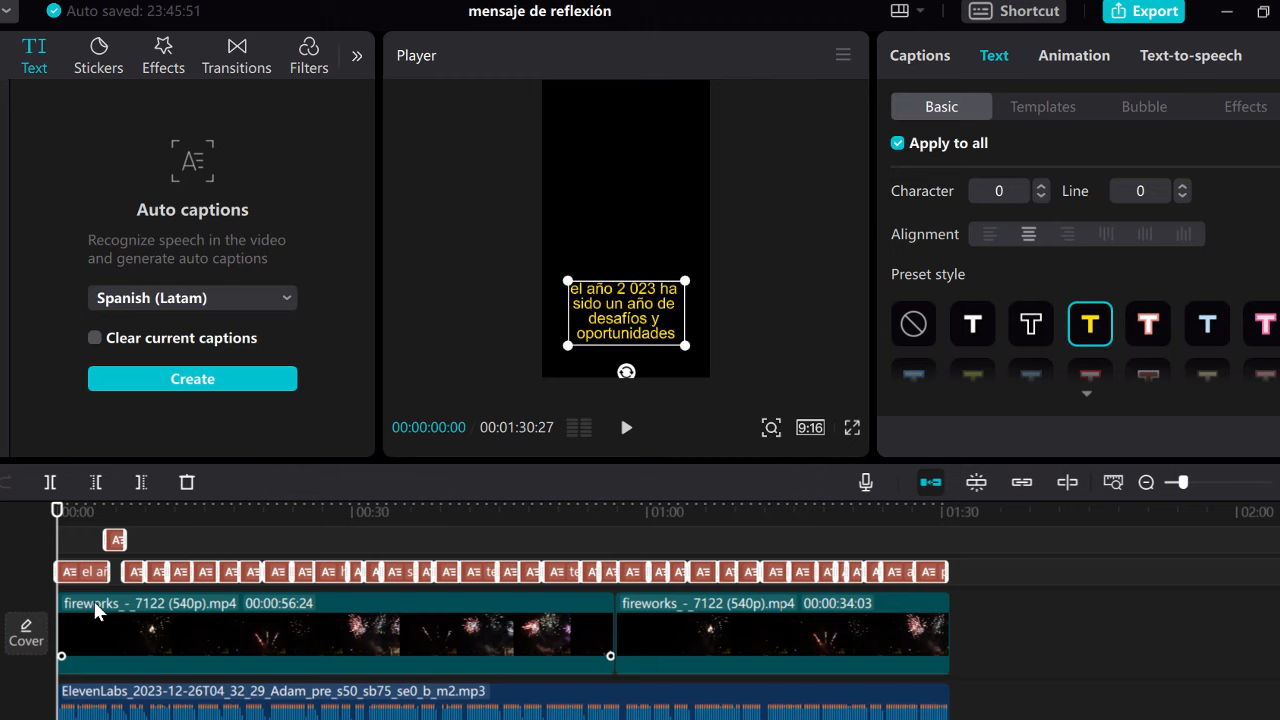 Auto saved: 23:45:51
mensaje de reflexión
Shortcut
Export
TI
Text
Stickers
Effects
Transitions
Filters
Player
Captions
Text
Animation
Text-to-speech
Basic
Templates
Bubble
Effects
Apply to all
Character
0
Line
0
Alignment
Preset style
Auto captions
Recognize speech in the video
and generate auto captions
Spanish (Latam)
Clear current captions
Create
el año 2 023 ha
sido un año de
desafíos y
oportunidades
00:00:00:00
00:01:30:27
9:16
00:00
00:30
01:00
01:30
02:00
Cover
fireworks_-_7122 (540p).mp4 00:00:56:24
fireworks_-_7122 (540p).mp4 00:00:34:03
ElevenLabs_2023-12-26T04_32_29_Adam_pre_s50_sb75_se0_b_m2.mp3